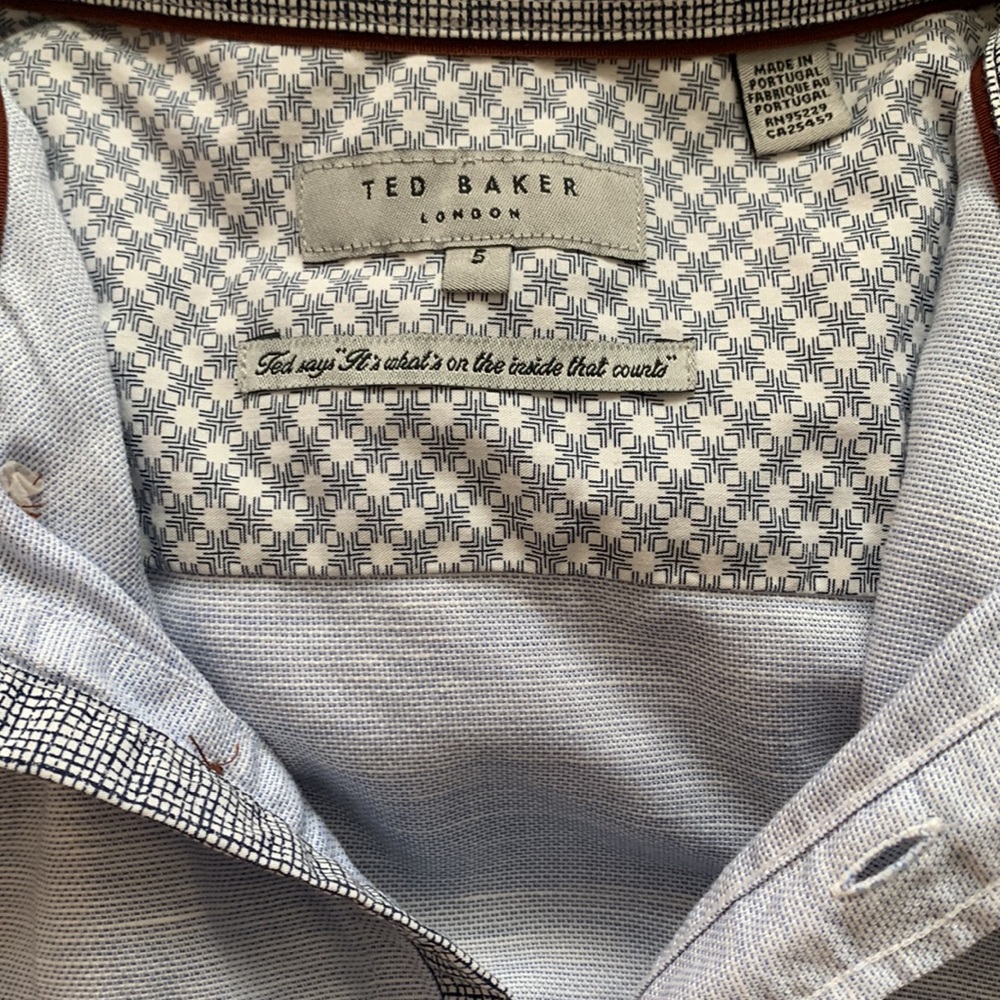 MADE IN
PORTUGAL
FABRIQUE AU
PORTUGAL
RN95229
CA25459
TED BAKER
LONDON
5
Ted says "It's what's on the inside that counts"